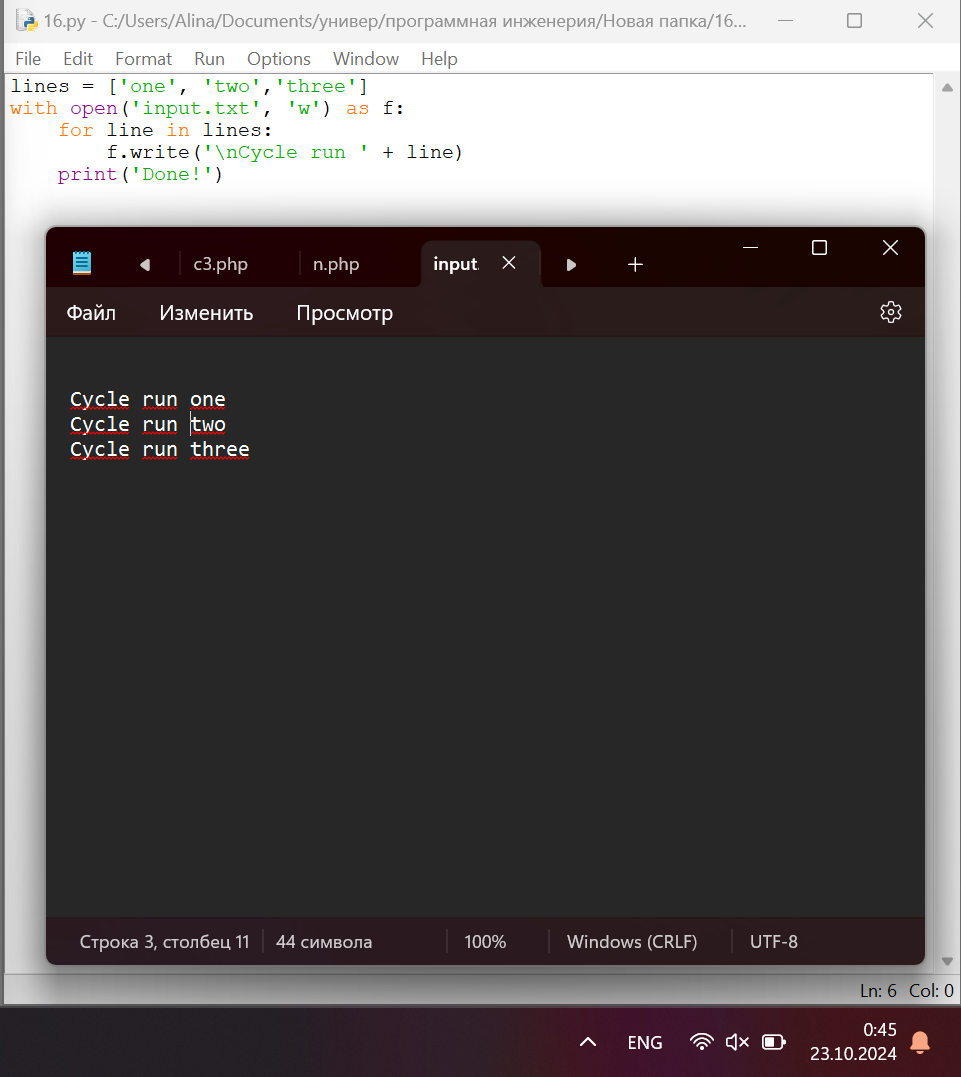 16.py - C:/Users/Alina/Documents/универ/программная инженерия/Новая папка/16...
File Edit Format Run Options Window Help
lines = ['one', 'two','three']
with open('input.txt', 'w') as f:
    for line in lines:
        f.write('\nCycle run ' + line)
    print('Done!')
c3.php n.php input.
Файл Изменить Просмотр
Cycle run one
Cycle run two
Cycle run three
Строка 3, столбец 11 44 символа 100% Windows (CRLF) UTF-8
Ln: 6 Col: 0
ENG
0:45
23.10.2024